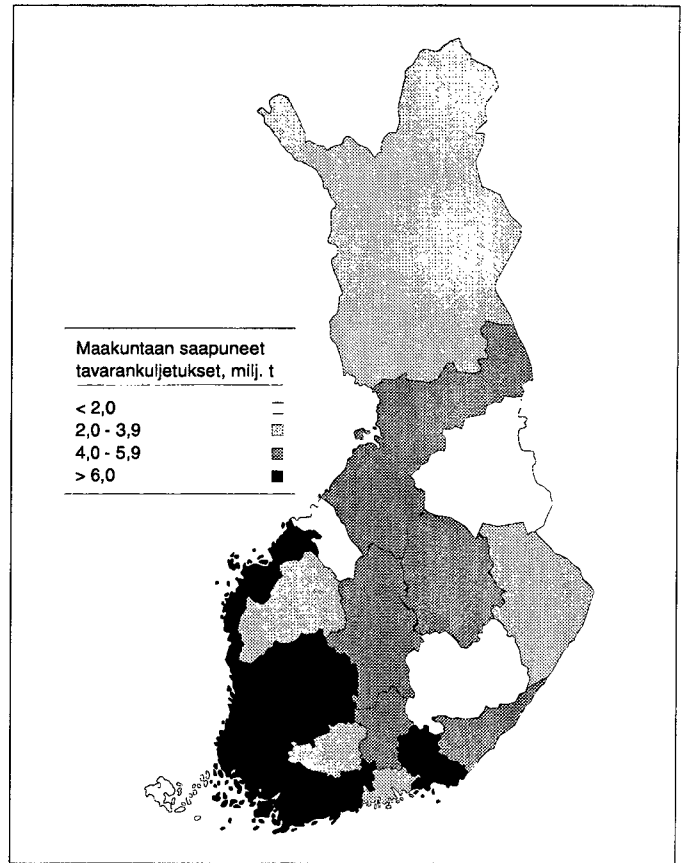 Maakuntaan saapuneet
tavarankuljetukset, milj. t
< 2,0
2,0 - 3,9
4,0 - 5,9
> 6,0